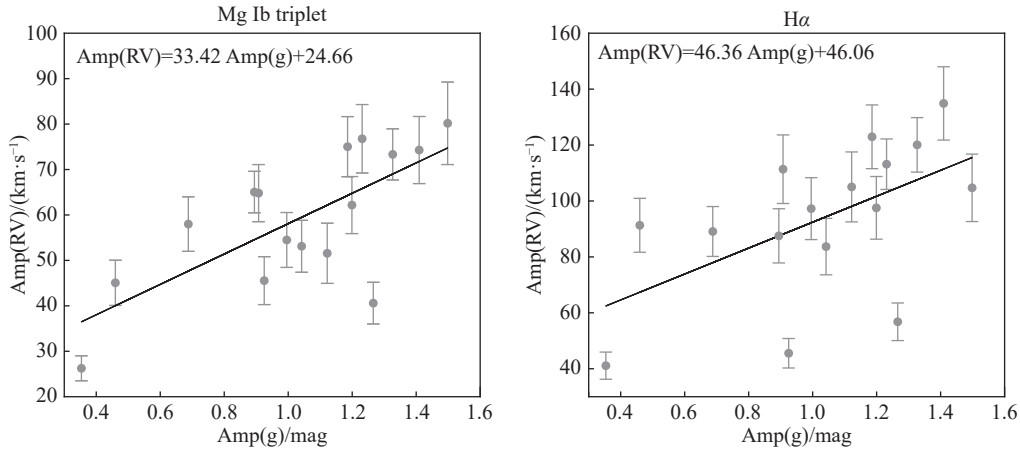 Mg Ib triplet
Amp(RV)=33.42 Amp(g)+24.66
Amp(RV)/(km·s⁻¹)
100
90
80
70
60
50
40
30
20
0.4 0.6 0.8 1.0 1.2 1.4 1.6
Amp(g)/mag
Hα
Amp(RV)=46.36 Amp(g)+46.06
Amp(RV)/(km·s⁻¹)
160
140
120
100
80
60
40
0.4 0.6 0.8 1.0 1.2 1.4 1.6
Amp(g)/mag